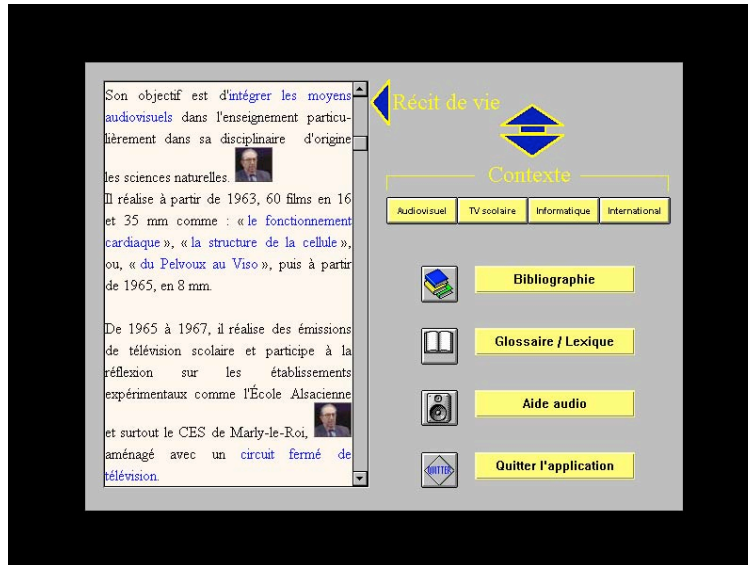 Son objectif est d'intégrer les moyens
audiovisuels dans l'enseignement particu-
lièrement dans sa disciplinaire d'origine
les sciences naturelles.
Il réalise à partir de 1963, 60 films en 16
et 35 mm comme : « le fonctionnement
cardiaque », « la structure de la cellule »,
ou, « du Pelvoux au Viso », puis à partir
de 1965, en 8 mm.
De 1965 à 1967, il réalise des émissions
de télévision scolaire et participe à la
réflexion sur les établissements
expérimentaux comme l'École Alsacienne
et surtout le CES de Marly-le-Roi,
aménagé avec un circuit fermé de
télévision.
Récit de vie
Contexte
Audiovisuel TV scolaire Informatique International
Bibliographie
Glossaire / Lexique
Aide audio
QUITTER
Quitter l'application